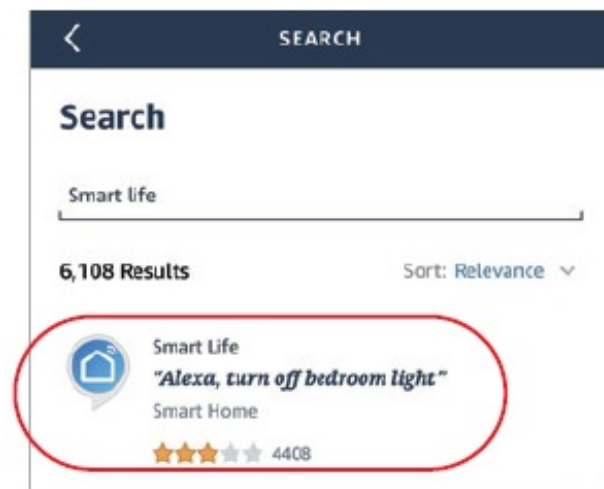 SEARCH
Search
Smart life
6,108 Results Sort: Relevance
Smart Life
"Alexa, turn off bedroom light"
Smart Home
4408